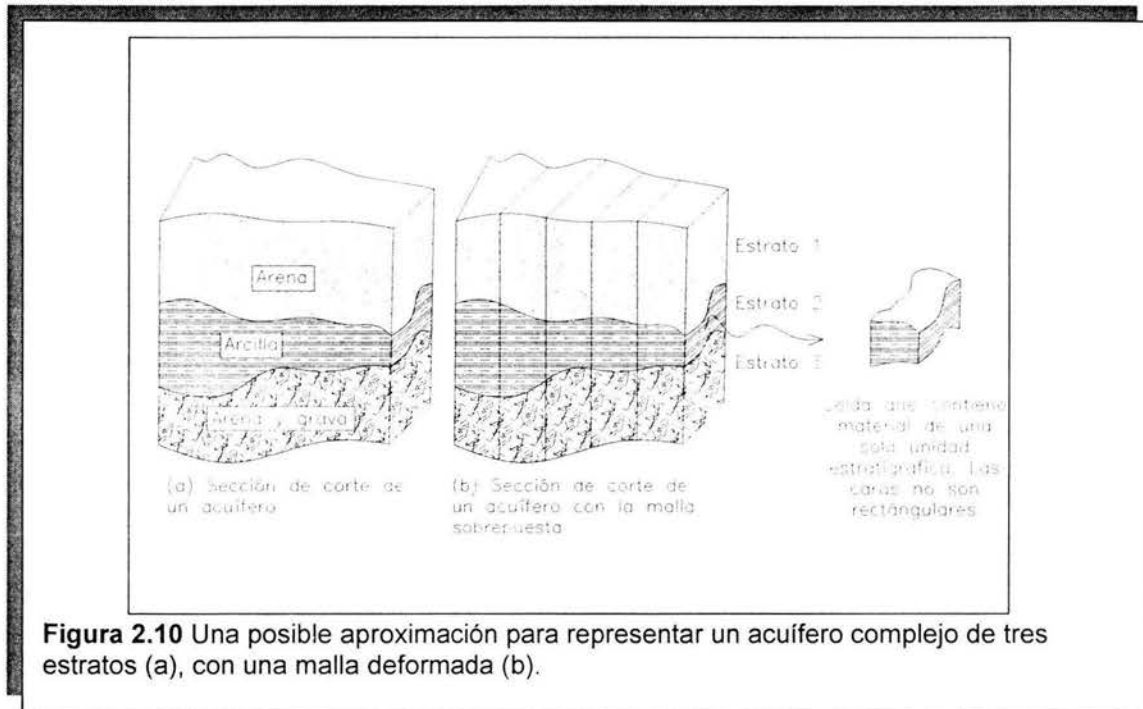 Arena
Arcilla
Arena y grava
(a) Sección de corte de
un acuífero
Estrato 1
Estrato 2
Estrato 3
(b) Sección de corte de
un acuífero con la malla
sobrepuesta
Celda que contiene
material de una
sola unidad
estratigráfica. Las
caras no son
rectángulares
Figura 2.10 Una posible aproximación para representar un acuífero complejo de tres
estratos (a), con una malla deformada (b).